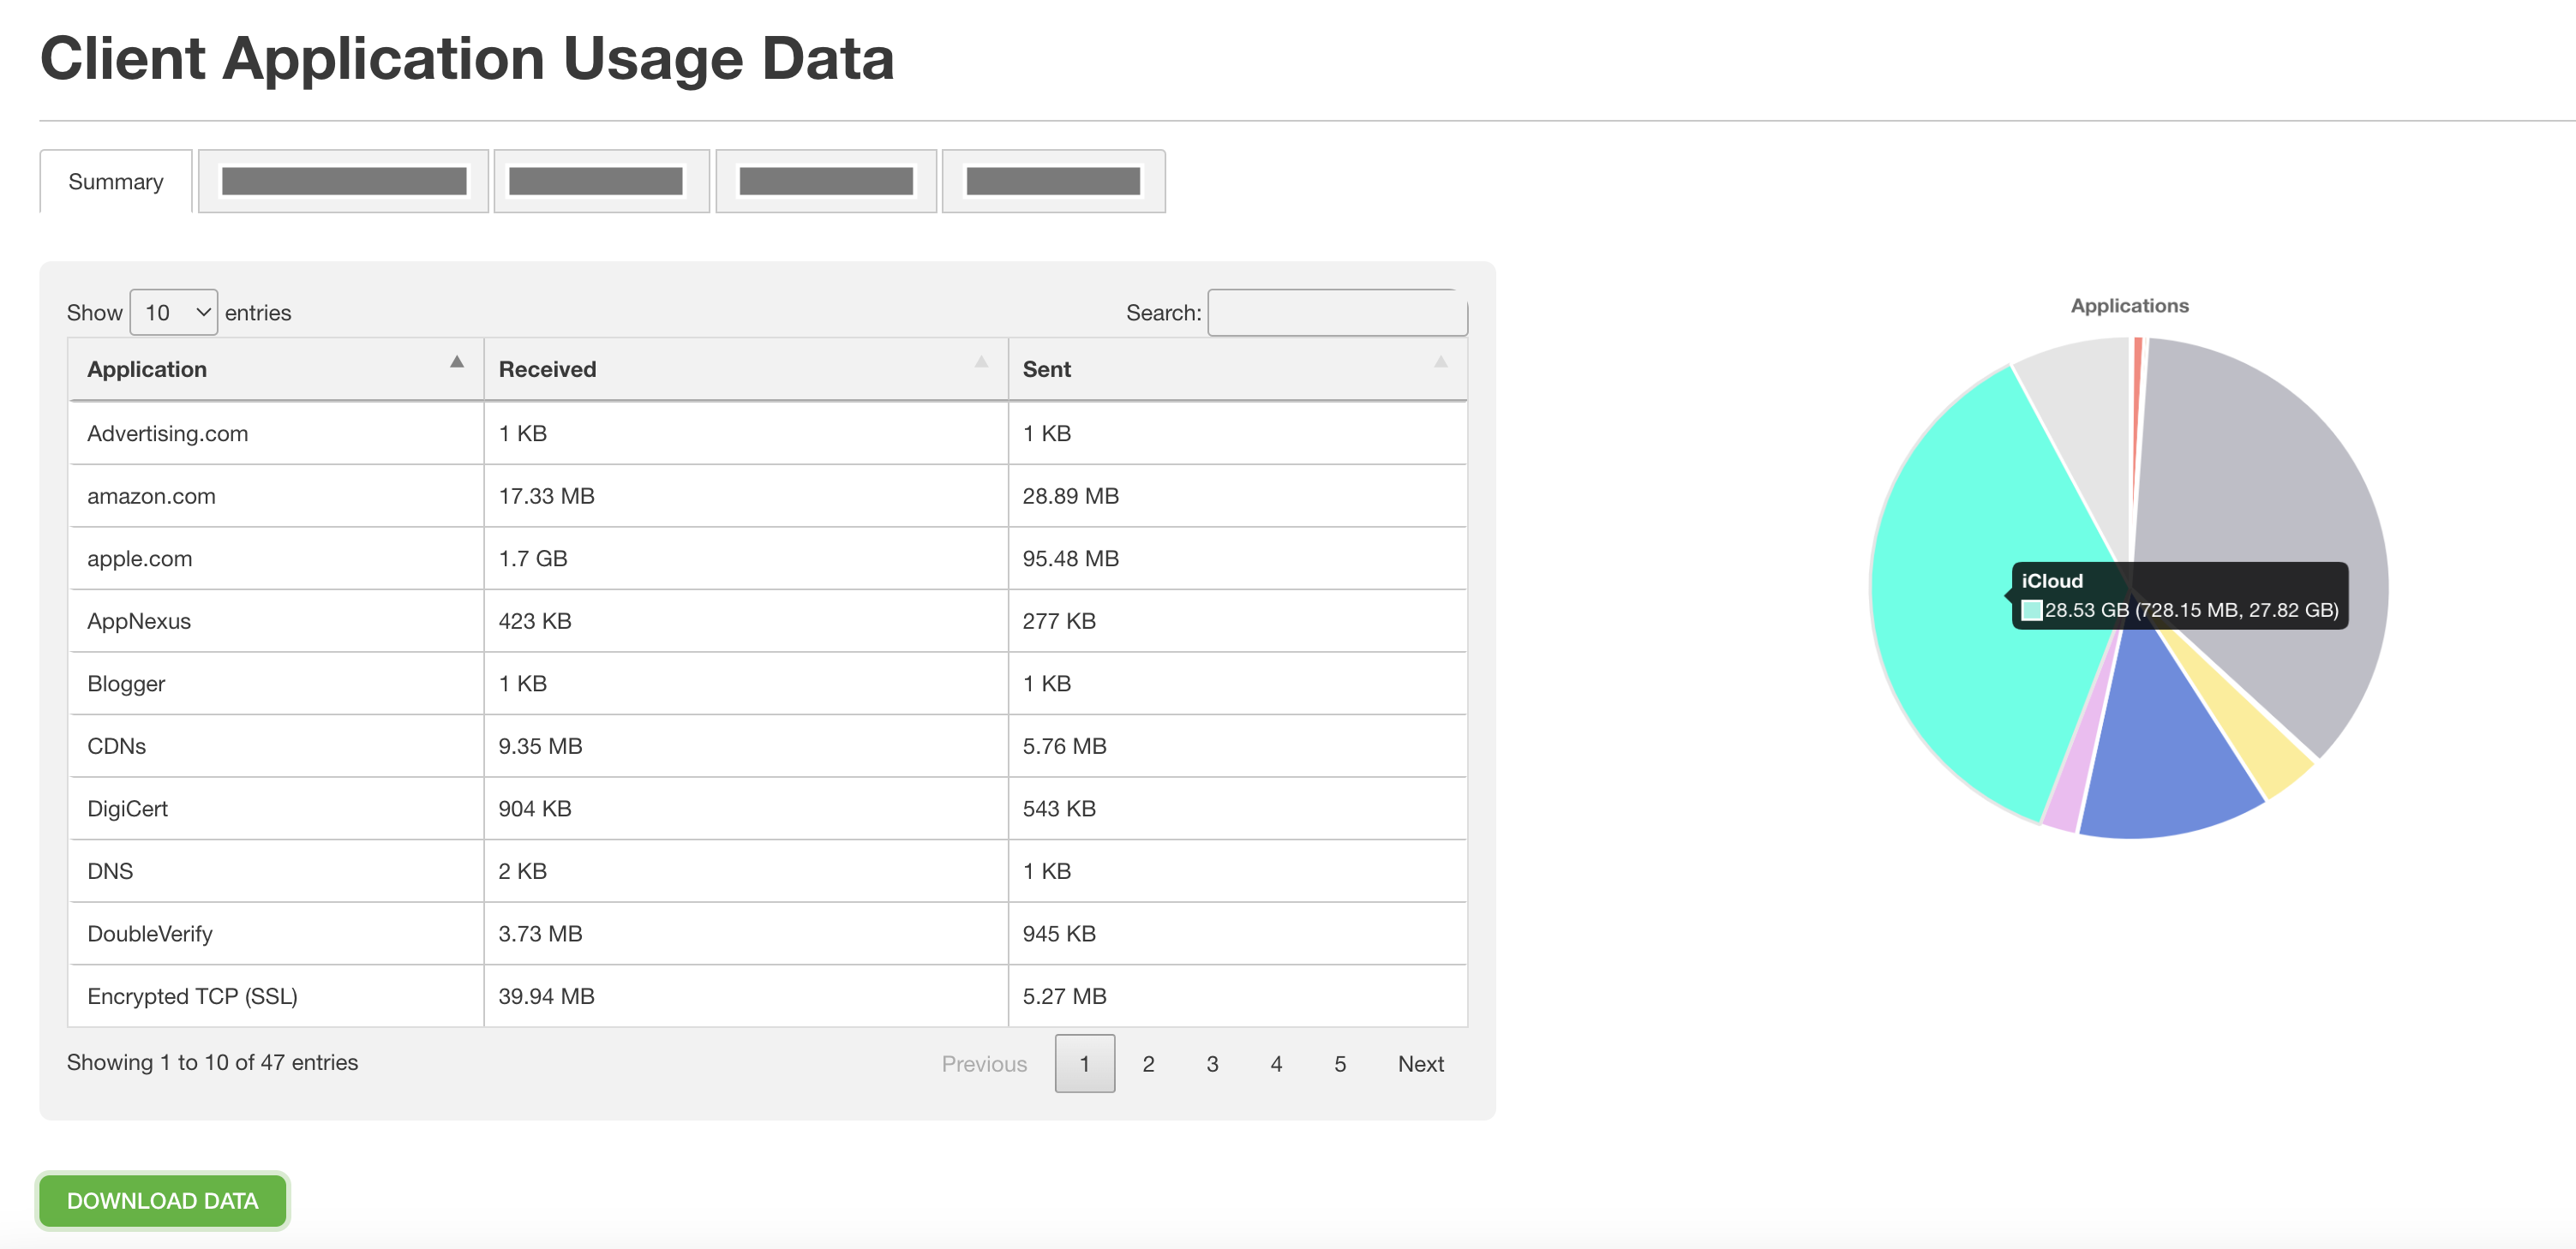 Client Application Usage Data
Summary
Show 10 entries
Search:
Application Received Sent
Advertising.com 1 KB 1 KB
amazon.com 17.33 MB 28.89 MB
apple.com 1.7 GB 95.48 MB
AppNexus 423 KB 277 KB
Blogger 1 KB 1 KB
CDNs 9.35 MB 5.76 MB
DigiCert 904 KB 543 KB
DNS 2 KB 1 KB
DoubleVerify 3.73 MB 945 KB
Encrypted TCP (SSL) 39.94 MB 5.27 MB
Showing 1 to 10 of 47 entries
Previous 1 2 3 4 5 Next
DOWNLOAD DATA
Applications
iCloud
28.53 GB (728.15 MB, 27.82 GB)